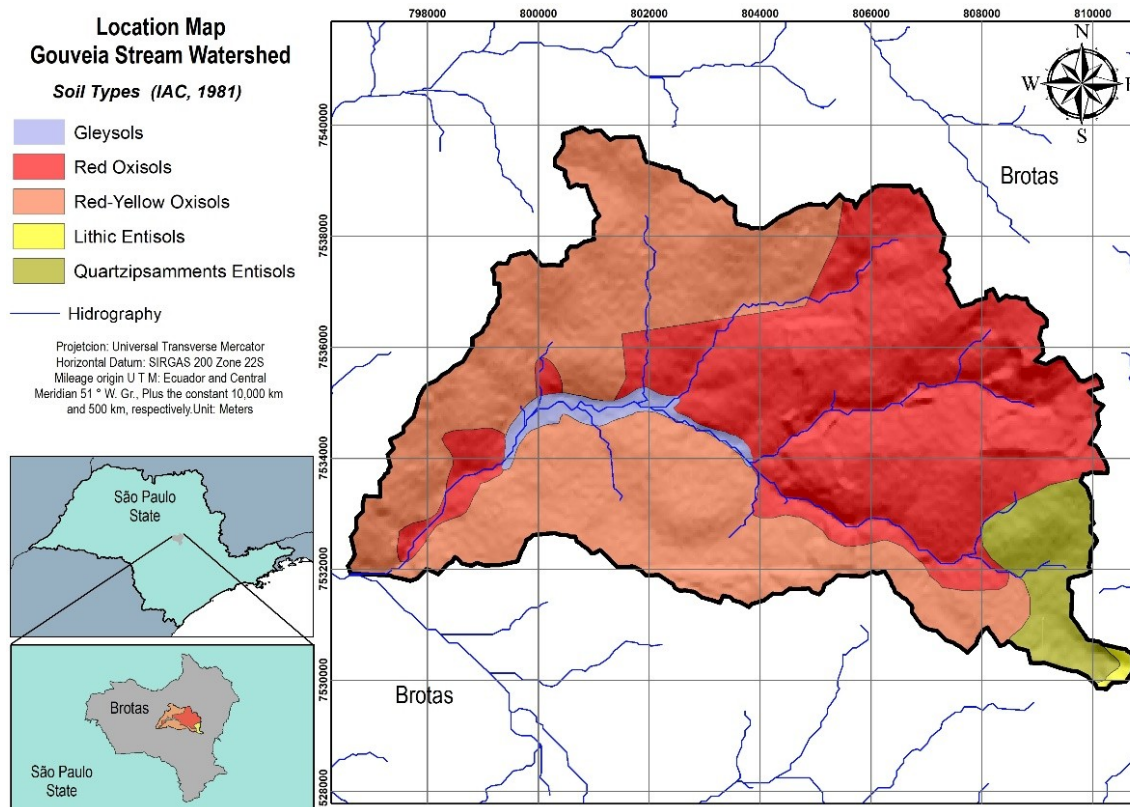 Location Map
Gouveia Stream Watershed
Soil Types (IAC, 1981)
Gleysols
Red Oxisols
Red-Yellow Oxisols
Lithic Entisols
Quartzipsamments Entisols
Hidrography
Projetcion: Universal Transverse Mercator
Horizontal Datum: SIRGAS 200 Zone 22S
Mileage origin U T M: Ecuador and Central
Meridian 51 ° W. Gr., Plus the constant 10,000 km
and 500 km, respectively.Unit: Meters
São Paulo
State
Brotas
São Paulo
State
798000 800000 802000 804000 806000 808000 810000
7540000
7538000
7536000
7534000
7532000
7530000
7528000
N
W E
S
Brotas
Brotas